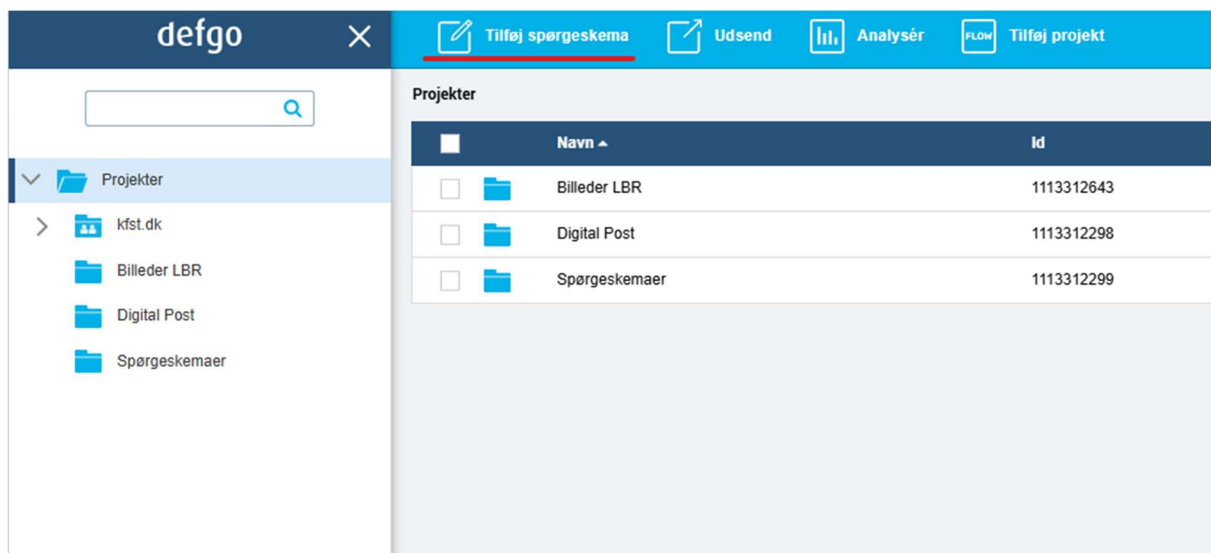 defgo
Tilføj spørgeskema
Udsend
Analysér
FLOW
Tilføj projekt
Projekter
kfst.dk
Billeder LBR
Digital Post
Spørgeskemaer
Projekter
Navn Id
Billeder LBR 1113312643
Digital Post 1113312298
Spørgeskemaer 1113312299